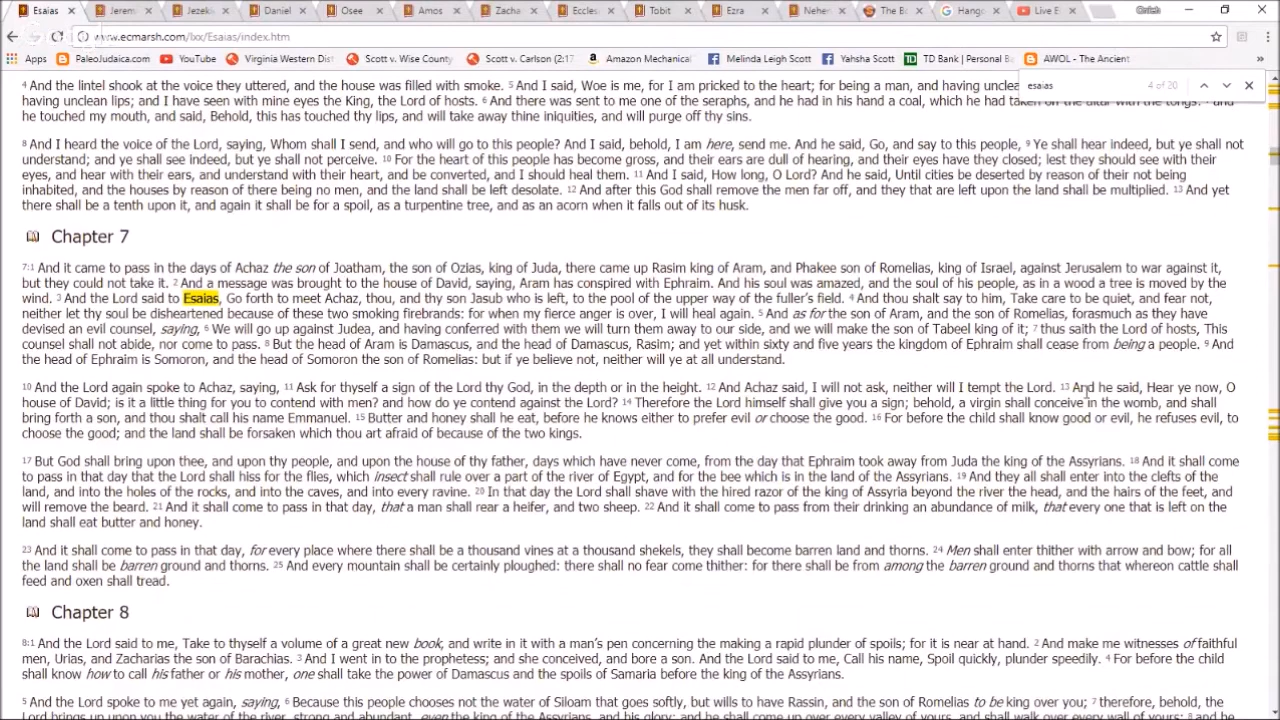 Esaias
Jerem
Jezeki
Daniel
Osee
Amos
Zacha
Eccles
Tobit
Ezra
Neher
The B
Hang
Live E
www.ecmarsh.com/lxx/Esaias/index.htm
Apps PaleoJudaica.com YouTube Virginia Western Dist Scott v. Wise County Scott v. Carlson (2:17 Amazon Mechanical Melinda Leigh Scott Yahsha Scott TD Bank | Personal B AWOL - The Ancient »
esaias 4 of 20
4 And the lintel shook at the voice they uttered, and the house was filled with smoke. 5 And I said, Woe is me, for I am pricked to the heart; for being a man, and having unclea
having unclean lips; and I have seen with mine eyes the King, the Lord of hosts. 6 And there was sent to me one of the seraphs, and he had in his hand a coal, which he had taken off the altar with the tongs:
he touched my mouth, and said, Behold, this has touched thy lips, and will take away thine iniquities, and will purge off thy sins.
8 And I heard the voice of the Lord, saying, Whom shall I send, and who will go to this people? And I said, behold, I am here, send me. And he said, Go, and say to this people, 9 Ye shall hear indeed, but ye shall not
understand; and ye shall see indeed, but ye shall not perceive. 10 For the heart of this people has become gross, and their ears are dull of hearing, and their eyes have they closed; lest they should see with their
eyes, and hear with their ears, and understand with their heart, and be converted, and I should heal them. 11 And I said, How long, O Lord? And he said, Until cities be deserted by reason of their not being
inhabited, and the houses by reason of there being no men, and the land shall be left desolate. 12 And after this God shall remove the men far off, and they that are left upon the land shall be multiplied. 13 And yet
there shall be a tenth upon it, and again it shall be for a spoil, as a turpentine tree, and as an acorn when it falls out of its husk.
Chapter 7
7:1 And it came to pass in the days of Achaz the son of Joatham, the son of Ozias, king of Juda, there came up Rasim king of Aram, and Phakee son of Romelias, king of Israel, against Jerusalem to war against it,
but they could not take it. 2 And a message was brought to the house of David, saying, Aram has conspired with Ephraim. And his soul was amazed, and the soul of his people, as in a wood a tree is moved by the
wind. 3 And the Lord said to Esaias, Go forth to meet Achaz, thou, and thy son Jasub who is left, to the pool of the upper way of the fuller's field. 4 And thou shalt say to him, Take care to be quiet, and fear not,
neither let thy soul be disheartened because of these two smoking firebrands: for when my fierce anger is over, I will heal again. 5 And as for the son of Aram, and the son of Romelias, forasmuch as they have
devised an evil counsel, saying, 6 We will go up against Judea, and having conferred with them we will turn them away to our side, and we will make the son of Tabeel king of it; 7 thus saith the Lord of hosts, This
counsel shall not abide, nor come to pass. 8 But the head of Aram is Damascus, and the head of Damascus, Rasim; and yet within sixty and five years the kingdom of Ephraim shall cease from being a people. 9 And
the head of Ephraim is Somoron, and the head of Somoron the son of Romelias: but if ye believe not, neither will ye at all understand.
10 And the Lord again spoke to Achaz, saying, 11 Ask for thyself a sign of the Lord thy God, in the depth or in the height. 12 And Achaz said, I will not ask, neither will I tempt the Lord. 13 And he said, Hear ye now, O
house of David; is it a little thing for you to contend with men? and how do ye contend against the Lord? 14 Therefore the Lord himself shall give you a sign; behold, a virgin shall conceive in the womb, and shall
bring forth a son, and thou shalt call his name Emmanuel. 15 Butter and honey shall he eat, before he knows either to prefer evil or choose the good. 16 For before the child shall know good or evil, he refuses evil, to
choose the good; and the land shall be forsaken which thou art afraid of because of the two kings.
17 But God shall bring upon thee, and upon thy people, and upon the house of thy father, days which have never come, from the day that Ephraim took away from Juda the king of the Assyrians. 18 And it shall come
to pass in that day that the Lord shall hiss for the flies, which insect shall rule over a part of the river of Egypt, and for the bee which is in the land of the Assyrians. 19 And they all shall enter into the clefts of the
land, and into the holes of the rocks, and into the caves, and into every ravine. 20 In that day the Lord shall shave with the hired razor of the king of Assyria beyond the river the head, and the hairs of the feet, and
will remove the beard. 21 And it shall come to pass in that day, that a man shall rear a heifer, and two sheep. 22 And it shall come to pass from their drinking an abundance of milk, that every one that is left on the
land shall eat butter and honey.
23 And it shall come to pass in that day, for every place where there shall be a thousand vines at a thousand shekels, they shall become barren land and thorns. 24 Men shall enter thither with arrow and bow; for all
the land shall be barren ground and thorns. 25 And every mountain shall be certainly ploughed: there shall no fear come thither: for there shall be from among the barren ground and thorns that whereon cattle shall
feed and oxen shall tread.
Chapter 8
8:1 And the Lord said to me, Take to thyself a volume of a great new book, and write in it with a man's pen concerning the making a rapid plunder of spoils; for it is near at hand. 2 And make me witnesses of faithful
men, Urias, and Zacharias the son of Barachias. 3 And I went in to the prophetess; and she conceived, and bore a son. And the Lord said to me, Call his name, Spoil quickly, plunder speedily. 4 For before the child
shall know how to call his father or his mother, one shall take the power of Damascus and the spoils of Samaria before the king of the Assyrians.
5 And the Lord spoke to me yet again, saying, 6 Because this people chooses not the water of Siloam that goes softly, but wills to have Rassin, and the son of Romelias to be king over you; 7 therefore, behold, the
Lord brings up upon you the water of the river, strong and abundant, even the king of the Assyrians, and his glory: and he shall come up over every valley of yours, and shall walk over every wall of yours: 8 and he